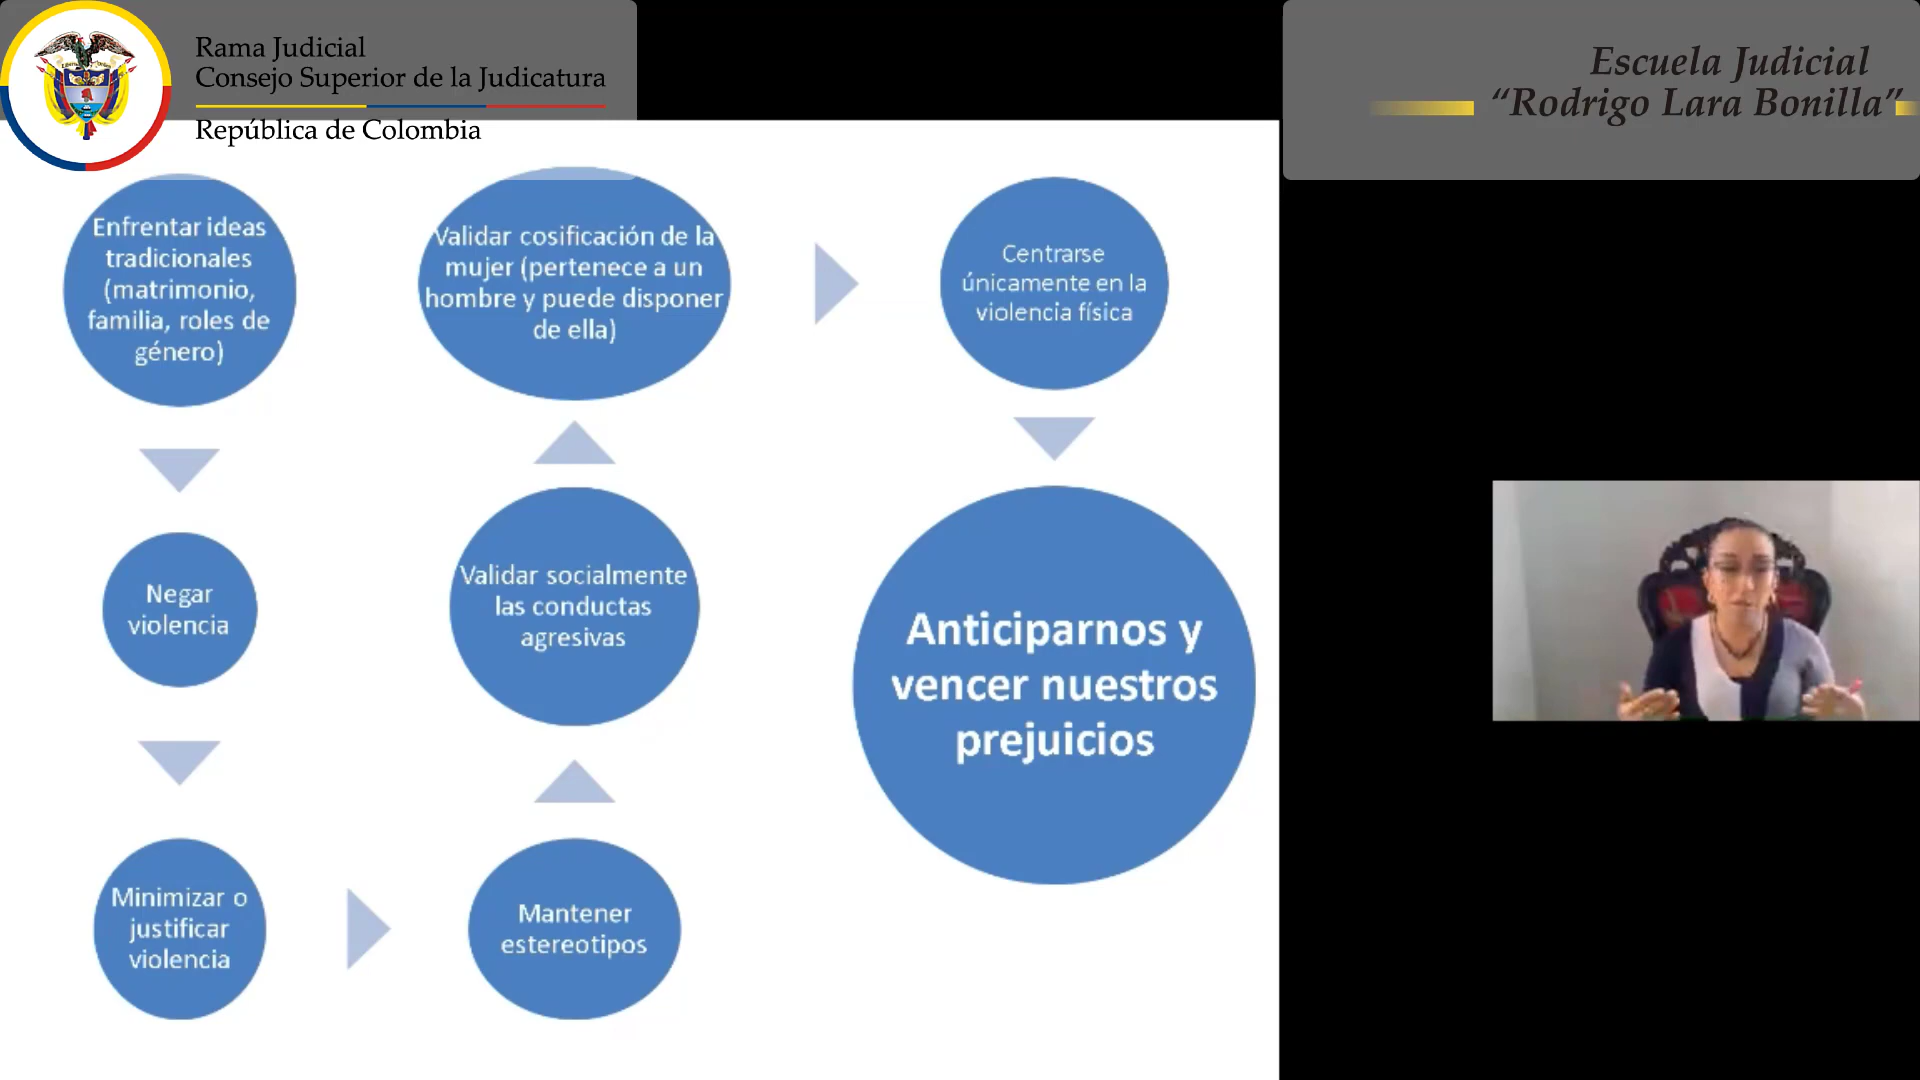 Rama Judicial
Consejo Superior de la Judicatura
República de Colombia
Escuela Judicial
“Rodrigo Lara Bonilla”
Enfrentar ideas
tradicionales
(matrimonio,
familia, roles de
género)
Negar
violencia
Minimizar o
justificar
violencia
Mantener
estereotipos
Validar socialmente
las conductas
agresivas
Validar cosificación de la
mujer (pertenece a un
hombre y puede disponer
de ella)
Centrarse
únicamente en la
violencia física
Anticiparnos y
vencer nuestros
prejuicios